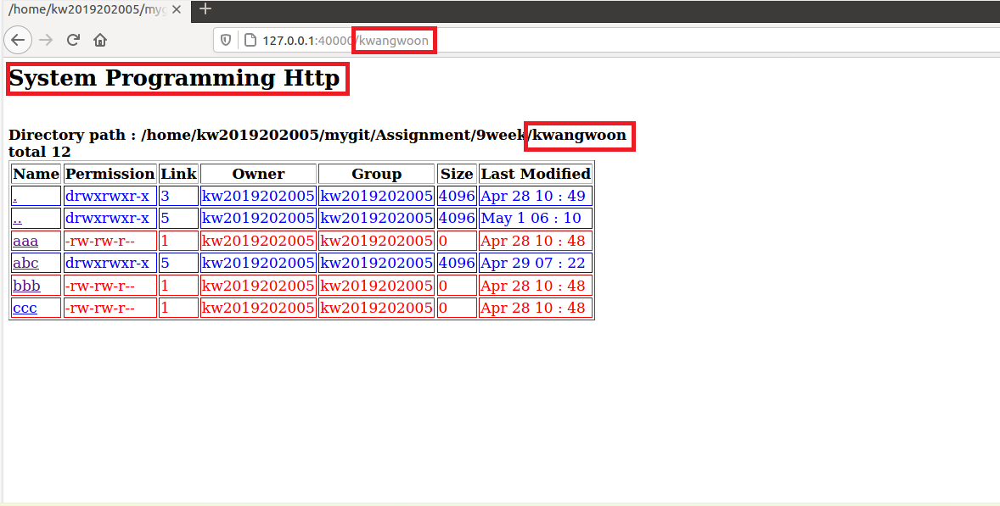 /home/kw2019202005/myg
127.0.0.1:40000/kwangwoon
System Programming Http
Directory path : /home/kw2019202005/mygit/Assignment/9week/kwangwoon
total 12
Name Permission Link Owner Group Size Last Modified
. drwxrwxr-x 3 kw2019202005 kw2019202005 4096 Apr 28 10 : 49
.. drwxrwxr-x 5 kw2019202005 kw2019202005 4096 May 1 06 : 10
aaa -rw-rw-r-- 1 kw2019202005 kw2019202005 0 Apr 28 10 : 48
abc drwxrwxr-x 5 kw2019202005 kw2019202005 4096 Apr 29 07 : 22
bbb -rw-rw-r-- 1 kw2019202005 kw2019202005 0 Apr 28 10 : 48
ccc -rw-rw-r-- 1 kw2019202005 kw2019202005 0 Apr 28 10 : 48